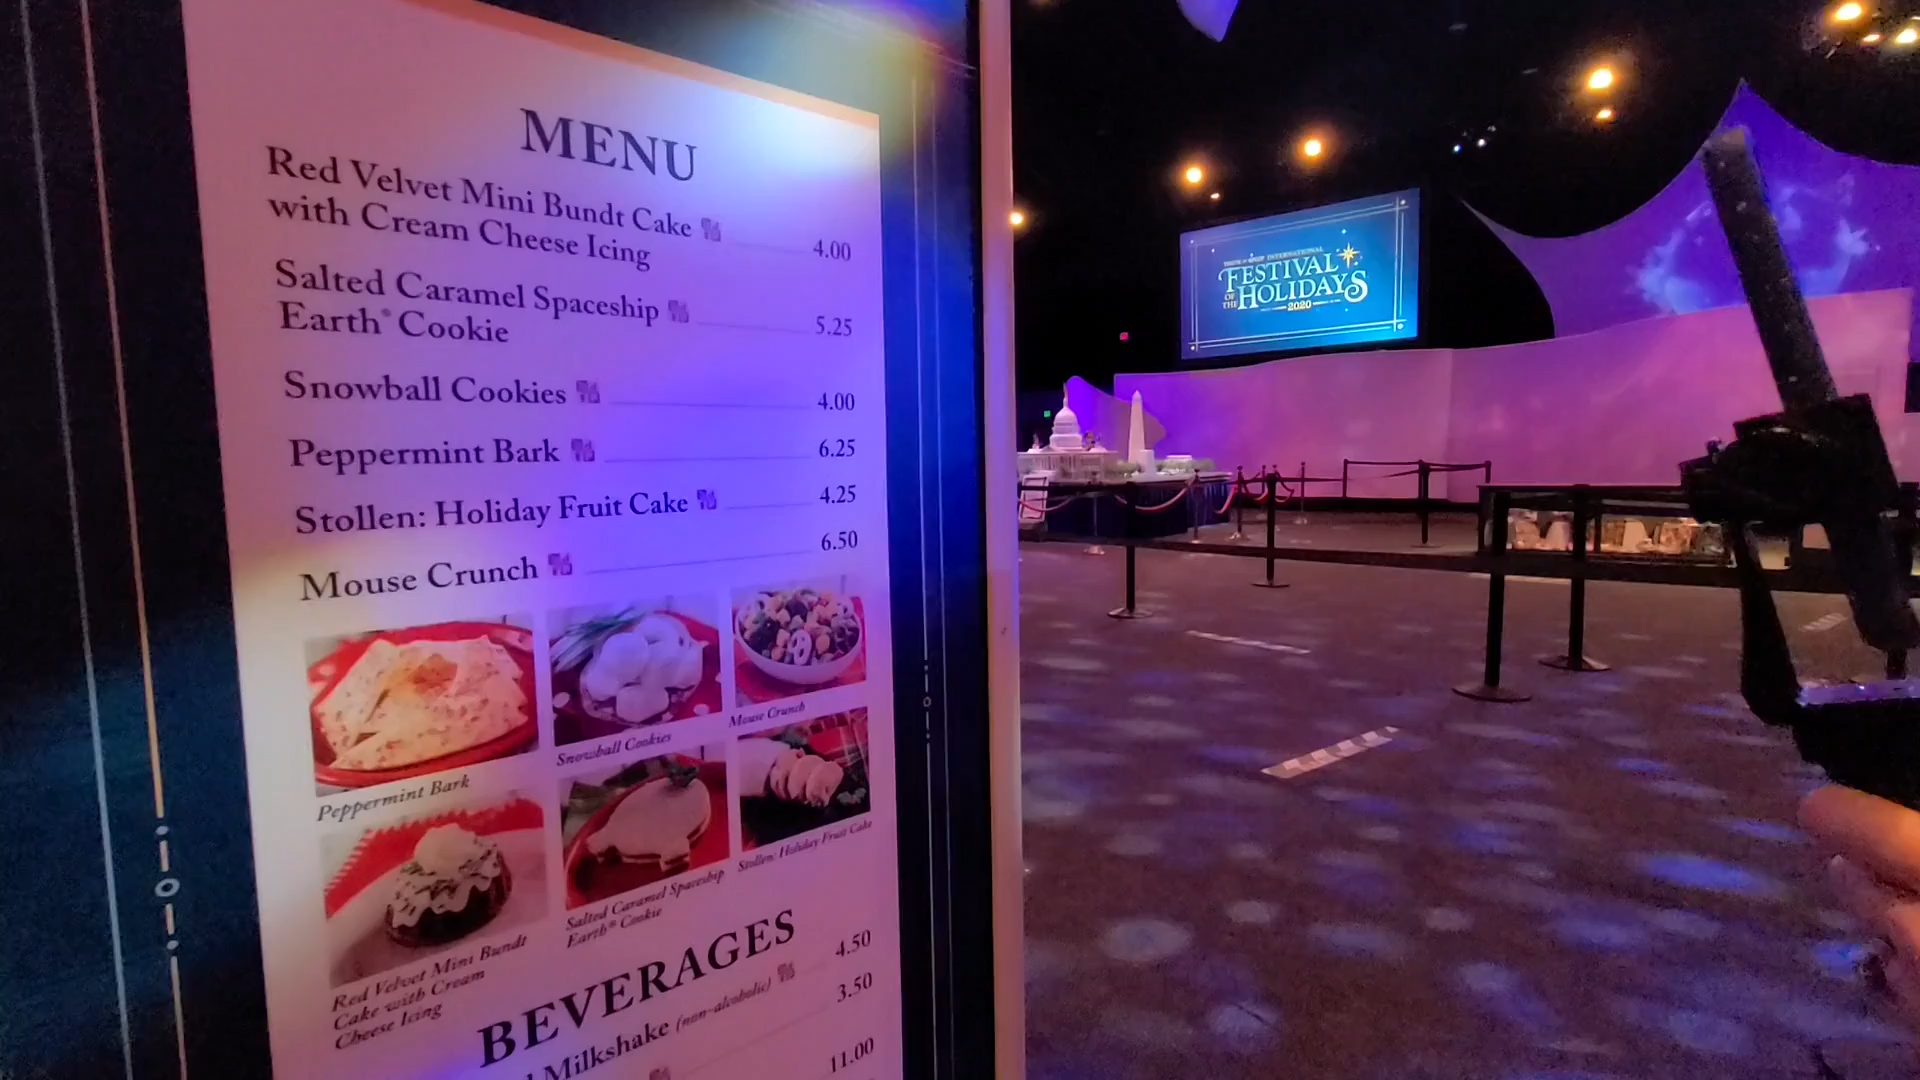 MENU
Red Velvet Mini Bundt Cake
with Cream Cheese Icing 4.00
Salted Caramel Spaceship
Earth® Cookie 5.25
Snowball Cookies 4.00
Peppermint Bark 6.25
Stollen: Holiday Fruit Cake 4.25
Mouse Crunch 6.50
Peppermint Bark
Snowball Cookies
Mouse Crunch
Red Velvet Mini Bundt
Cake with Cream
Cheese Icing
Salted Caramel Spaceship
Earth® Cookie
Stollen: Holiday Fruit Cake
BEVERAGES
Milkshake (non-alcoholic) 4.50
3.50
11.00
INTERNATIONAL
FESTIVAL
OF THE HOLIDAYS
2020